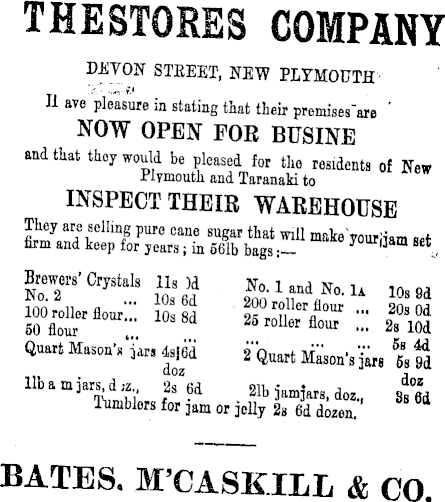 THE STORES COMPANY
DEVON STREET, NEW PLYMOUTH
H ave pleasure in stating that their premises are
NOW OPEN FOR BUSINE
and that they would be pleased for the residents of New
Plymouth and Taranaki to
INSPECT THEIR WAREHOUSE
They are selling pure cane sugar that will make your jam set
firm and keep for years; in 56lb bags:—
Brewers' Crystals 11s )d No. 1 and No. 1A 10s 9d
No. 2 ... 10s 6d 200 roller flour ... 20s 0d
100 roller flour... 10s 8d 25 roller flour ... 2s 10d
50 flour ... ... ... ... ... 5s 4d
Quart Mason's jars 4s|6d 2 Quart Mason's jars 5s 9d
doz doz
1lb a m jars, d z., 2s 6d 2lb jamjars, doz., 3s 6d
Tumblers for jam or jelly 2s 6d dozen.
BATES, M'CASKILL & CO.